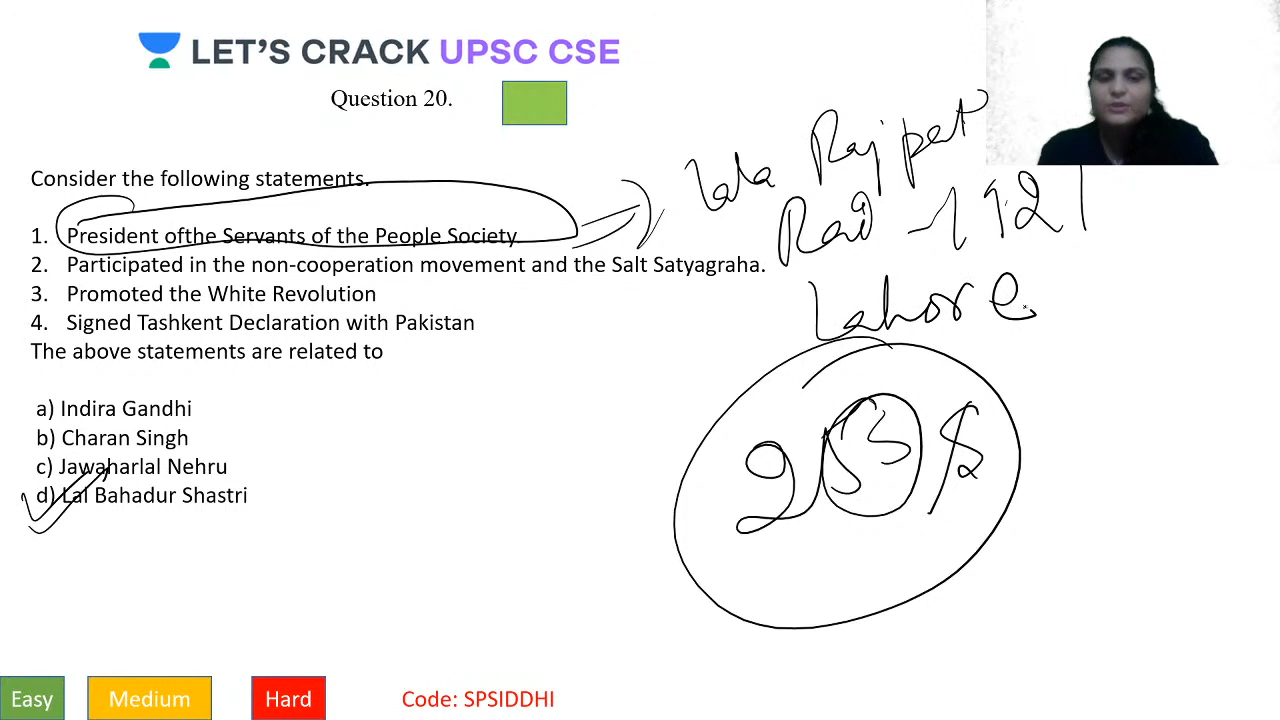 LET'S CRACK UPSC CSE
Question 20.
Consider the following statements.
1. President ofthe Servants of the People Society
2. Participated in the non-cooperation movement and the Salt Satyagraha.
3. Promoted the White Revolution
4. Signed Tashkent Declaration with Pakistan
The above statements are related to
a) Indira Gandhi
b) Charan Singh
c) Jawaharlal Nehru
d) Lal Bahadur Shastri
Lala Rajpat
Rai - 1921
Lahore
Easy
Medium
Hard
Code: SPSIDDHI